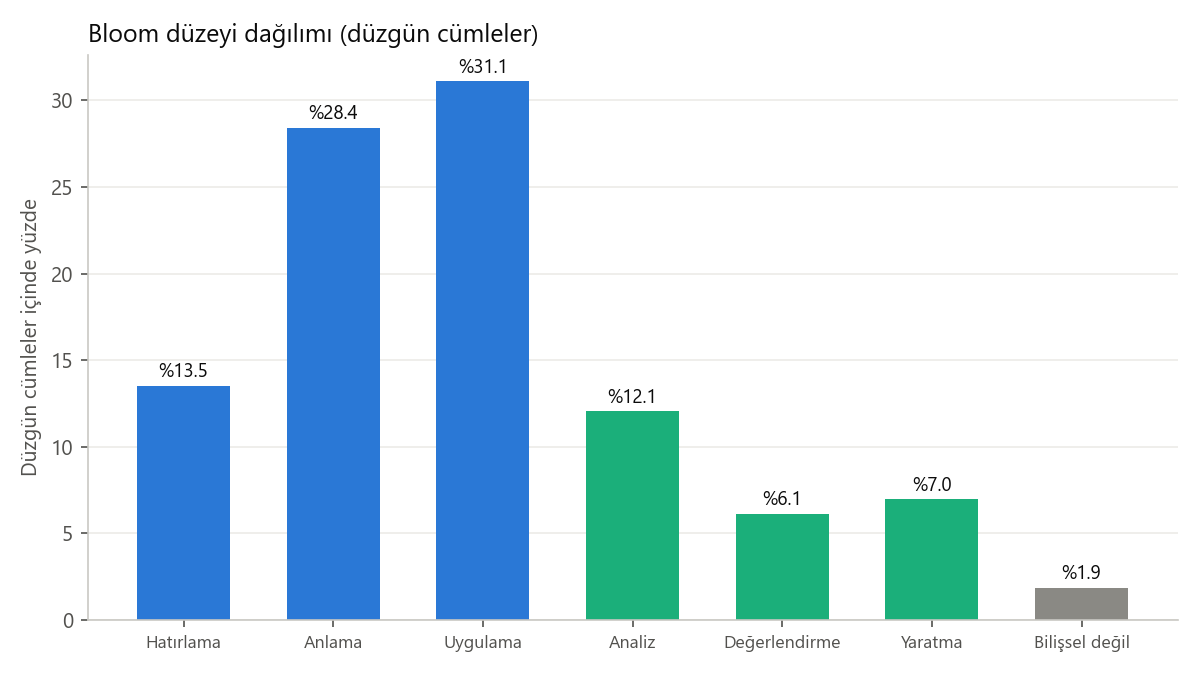 Bloom düzeyi dağılımı (düzgün cümleler)
Düzgün cümleler içinde yüzde
30
25
20
15
10
5
0
%13.5
%28.4
%31.1
%12.1
%6.1
%7.0
%1.9
Hatırlama
Anlama
Uygulama
Analiz
Değerlendirme
Yaratma
Bilişsel değil